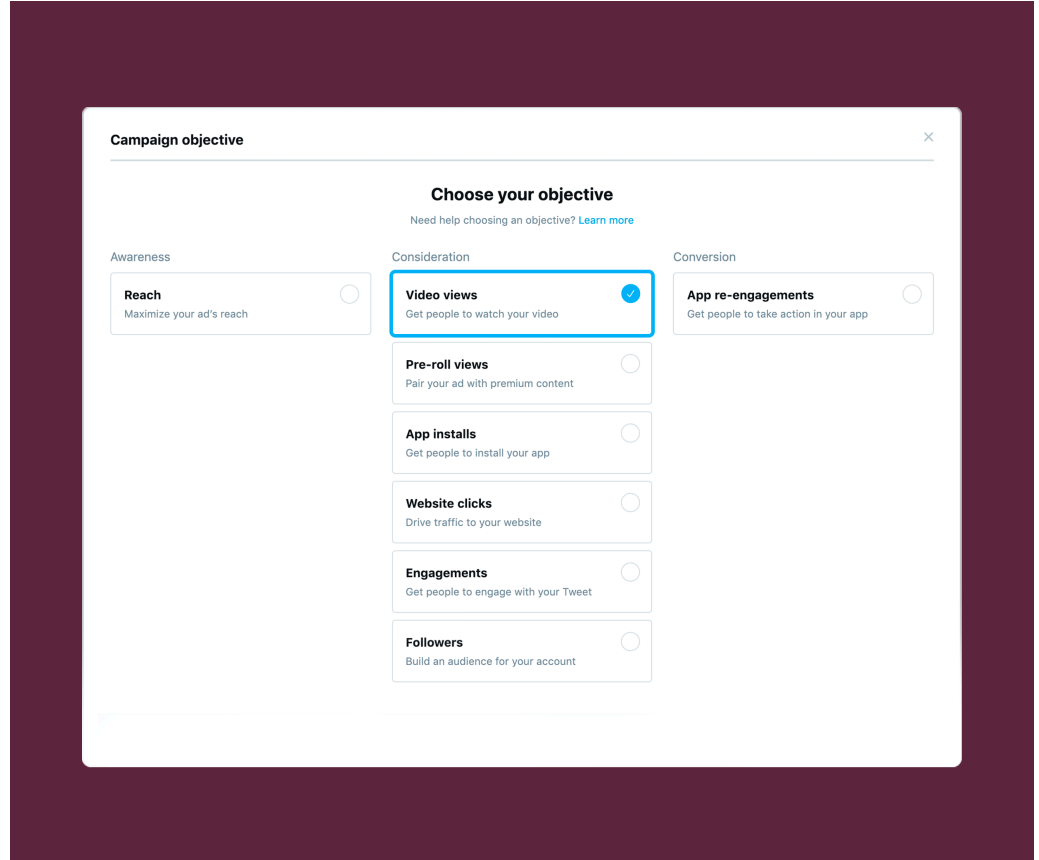 Campaign objective
Choose your objective
Need help choosing an objective? Learn more
Awareness
Reach
Maximize your ad's reach
Consideration
Video views
Get people to watch your video
Pre-roll views
Pair your ad with premium content
App installs
Get people to install your app
Website clicks
Drive traffic to your website
Engagements
Get people to engage with your Tweet
Followers
Build an audience for your account
Conversion
App re-engagements
Get people to take action in your app